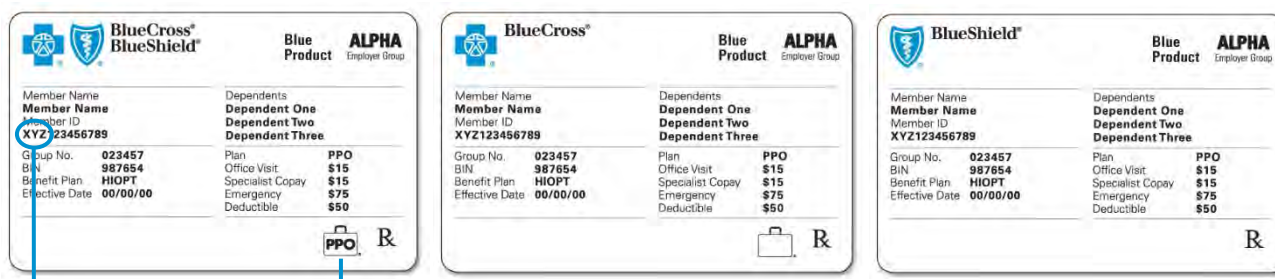 BlueCross®
BlueShield®
Blue
Product
ALPHA
Employer Group
Member Name
Member Name
Member ID
XYZ123456789
Dependents
Dependent One
Dependent Two
Dependent Three
Group No. 023457
BIN 987654
Benefit Plan HIOPT
Effective Date 00/00/00
Plan PPO
Office Visit $15
Specialist Copay $15
Emergency $75
Deductible $50
PPO ℞
BlueCross®
Blue
Product
ALPHA
Employer Group
Member Name
Member Name
Member ID
XYZ123456789
Dependents
Dependent One
Dependent Two
Dependent Three
Group No. 023457
BIN 987654
Benefit Plan HIOPT
Effective Date 00/00/00
Plan PPO
Office Visit $15
Specialist Copay $15
Emergency $75
Deductible $50
℞
BlueShield®
Blue
Product
ALPHA
Employer Group
Member Name
Member Name
Member ID
XYZ123456789
Dependents
Dependent One
Dependent Two
Dependent Three
Group No. 023457
BIN 987654
Benefit Plan HIOPT
Effective Date 00/00/00
Plan PPO
Office Visit $15
Specialist Copay $15
Emergency $75
Deductible $50
℞